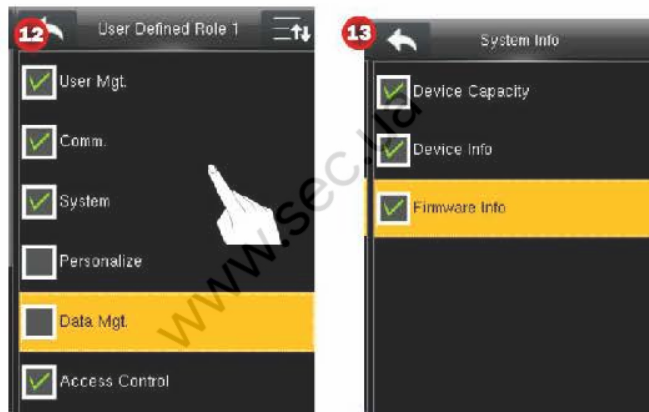 12
User Defined Role 1
User Mgt.
Comm.
System
Personalize
Data Mgt.
Access Control
13
System Info
Device Capacity
Device Info
Firmware Info
www.sec.ua